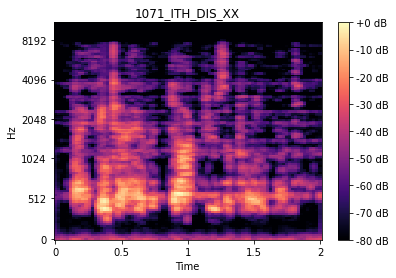 1071_ITH_DIS_XX
+0 dB
8192
-10 dB
4096
-20 dB
-30 dB
2048
Hz
-40 dB
1024
-50 dB
512
-60 dB
-70 dB
0
-80 dB
0
0.5
1
1.5
2
Time